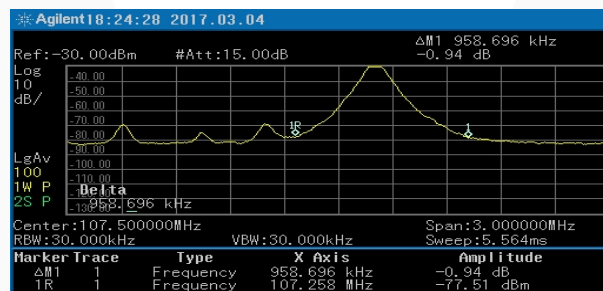 Agilent 18:24:28 2017.03.04
ΔM1 958.696 kHz
Ref:-30.00dBm #Att:15.00dB -0.94 dB
Log
10
dB/
-40.00
-50.00
-60.00
-70.00
-80.00
-90.00
-100.00
-110.00
-130.00
1R
1
LgAv
100
1W P
2S P
Delta
958.696 kHz
Center:107.500000MHz Span:3.000000MHz
RBW:30.000kHz VBW:30.000kHz Sweep:5.564ms
Marker Trace Type X Axis Amplitude
ΔM1 1 Frequency 958.696 kHz -0.94 dB
1R 1 Frequency 107.258 MHz -77.51 dBm